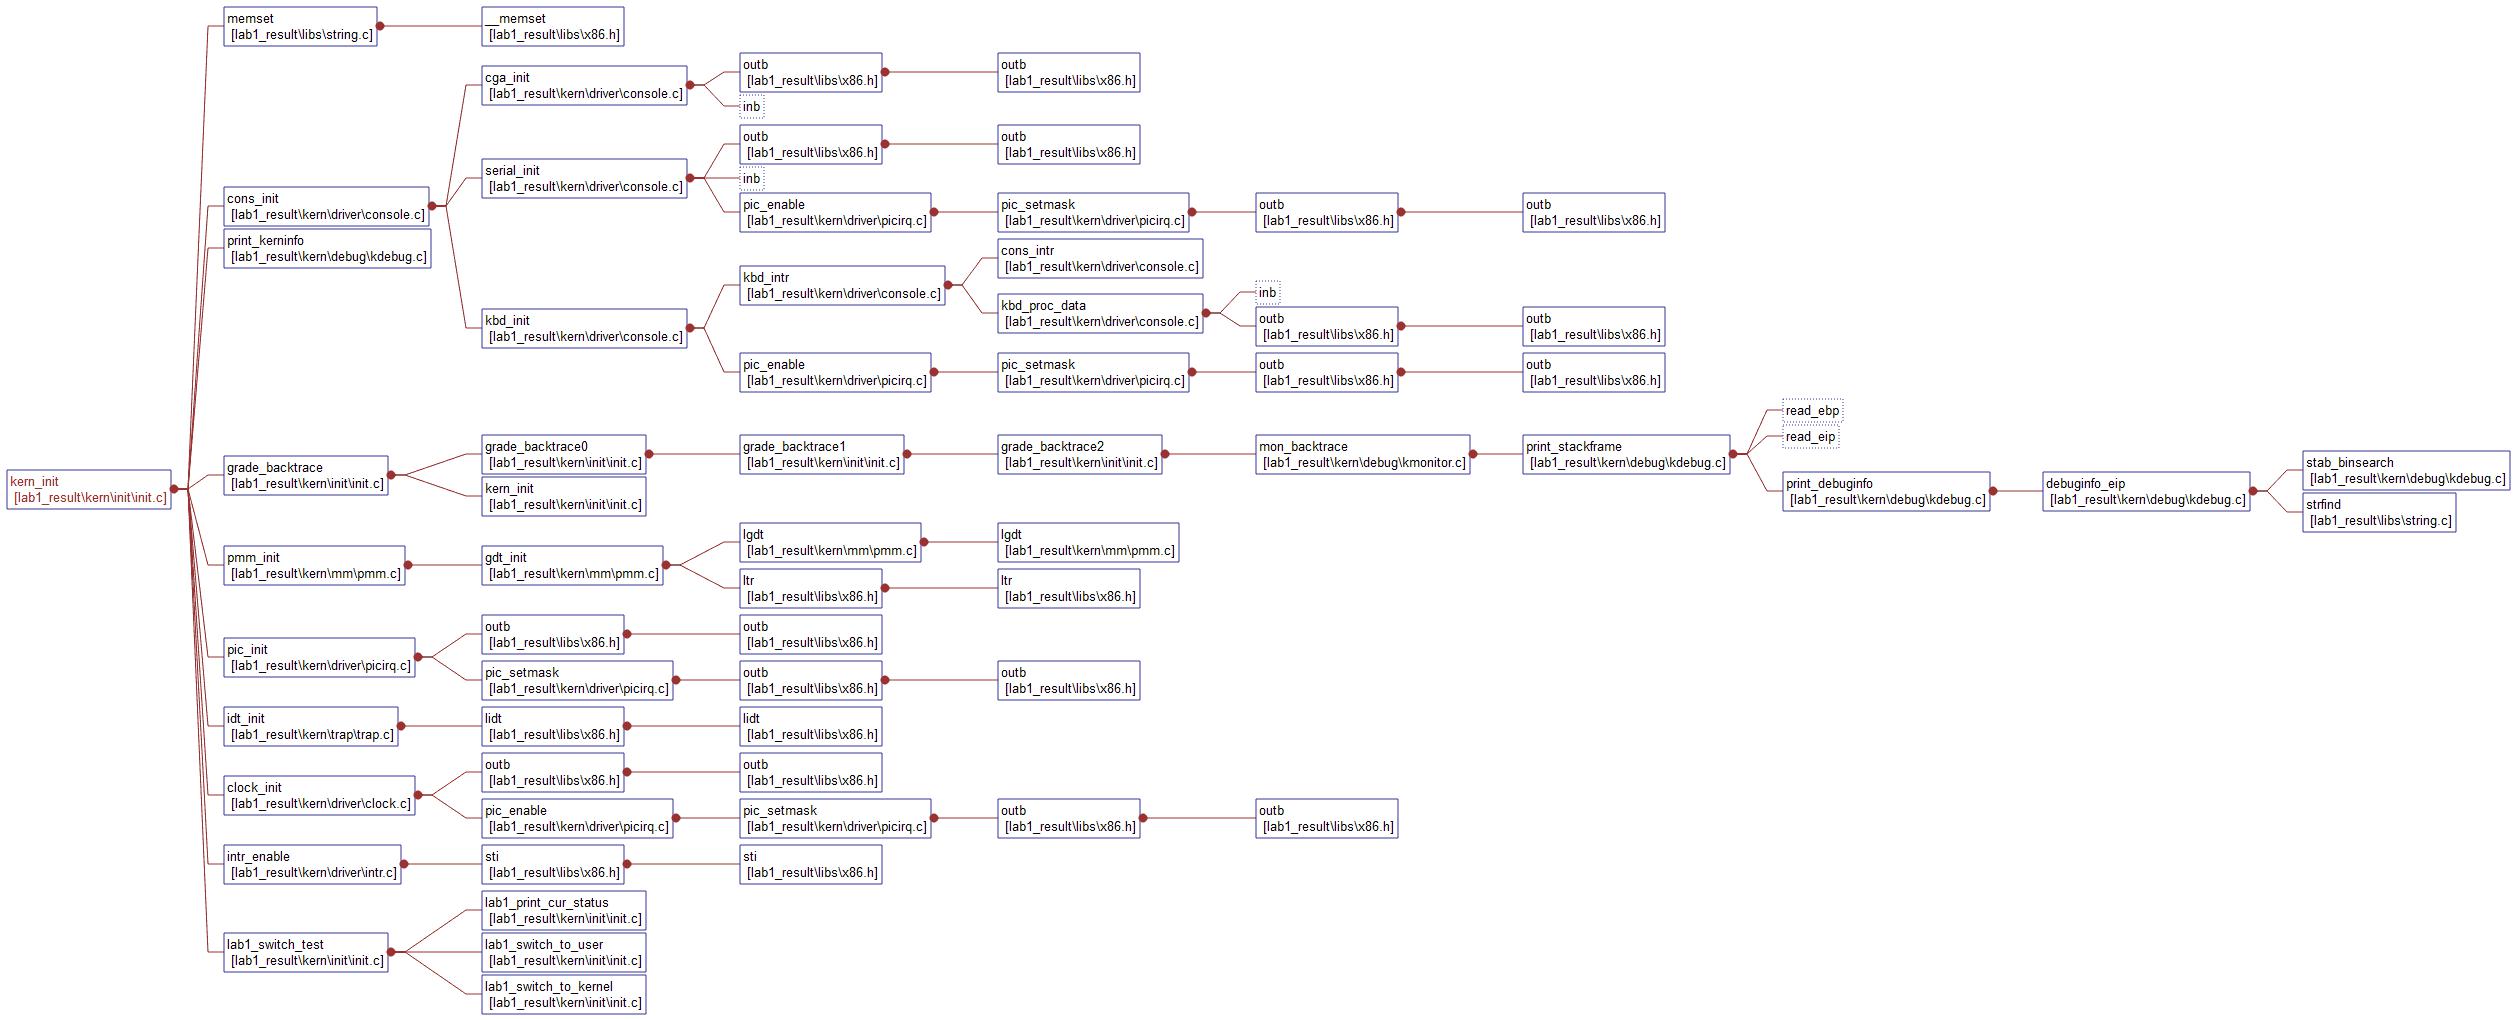 memset
[lab1_result\libs\string.c]
__memset
[lab1_result\libs\x86.h]
cga_init
[lab1_result\kern\driver\console.c]
outb
[lab1_result\libs\x86.h]
outb
[lab1_result\libs\x86.h]
inb
serial_init
[lab1_result\kern\driver\console.c]
outb
[lab1_result\libs\x86.h]
outb
[lab1_result\libs\x86.h]
inb
pic_enable
[lab1_result\kern\driver\picirq.c]
pic_setmask
[lab1_result\kern\driver\picirq.c]
outb
[lab1_result\libs\x86.h]
outb
[lab1_result\libs\x86.h]
cons_init
[lab1_result\kern\driver\console.c]
print_kerninfo
[lab1_result\kern\debug\kdebug.c]
kbd_init
[lab1_result\kern\driver\console.c]
kbd_intr
[lab1_result\kern\driver\console.c]
cons_intr
[lab1_result\kern\driver\console.c]
kbd_proc_data
[lab1_result\kern\driver\console.c]
inb
outb
[lab1_result\libs\x86.h]
outb
[lab1_result\libs\x86.h]
pic_enable
[lab1_result\kern\driver\picirq.c]
pic_setmask
[lab1_result\kern\driver\picirq.c]
outb
[lab1_result\libs\x86.h]
outb
[lab1_result\libs\x86.h]
kern_init
[lab1_result\kern\init\init.c]
grade_backtrace
[lab1_result\kern\init\init.c]
grade_backtrace0
[lab1_result\kern\init\init.c]
grade_backtrace1
[lab1_result\kern\init\init.c]
grade_backtrace2
[lab1_result\kern\init\init.c]
mon_backtrace
[lab1_result\kern\debug\kmonitor.c]
print_stackframe
[lab1_result\kern\debug\kdebug.c]
read_ebp
read_eip
print_debuginfo
[lab1_result\kern\debug\kdebug.c]
debuginfo_eip
[lab1_result\kern\debug\kdebug.c]
stab_binsearch
[lab1_result\kern\debug\kdebug.c]
strfind
[lab1_result\libs\string.c]
kern_init
[lab1_result\kern\init\init.c]
pmm_init
[lab1_result\kern\mm\pmm.c]
gdt_init
[lab1_result\kern\mm\pmm.c]
lgdt
[lab1_result\kern\mm\pmm.c]
lgdt
[lab1_result\kern\mm\pmm.c]
ltr
[lab1_result\libs\x86.h]
ltr
[lab1_result\libs\x86.h]
pic_init
[lab1_result\kern\driver\picirq.c]
outb
[lab1_result\libs\x86.h]
outb
[lab1_result\libs\x86.h]
pic_setmask
[lab1_result\kern\driver\picirq.c]
outb
[lab1_result\libs\x86.h]
outb
[lab1_result\libs\x86.h]
idt_init
[lab1_result\kern\trap\trap.c]
lidt
[lab1_result\libs\x86.h]
lidt
[lab1_result\libs\x86.h]
clock_init
[lab1_result\kern\driver\clock.c]
outb
[lab1_result\libs\x86.h]
outb
[lab1_result\libs\x86.h]
pic_enable
[lab1_result\kern\driver\picirq.c]
pic_setmask
[lab1_result\kern\driver\picirq.c]
outb
[lab1_result\libs\x86.h]
outb
[lab1_result\libs\x86.h]
intr_enable
[lab1_result\kern\driver\intr.c]
sti
[lab1_result\libs\x86.h]
sti
[lab1_result\libs\x86.h]
lab1_switch_test
[lab1_result\kern\init\init.c]
lab1_print_cur_status
[lab1_result\kern\init\init.c]
lab1_switch_to_user
[lab1_result\kern\init\init.c]
lab1_switch_to_kernel
[lab1_result\kern\init\init.c]